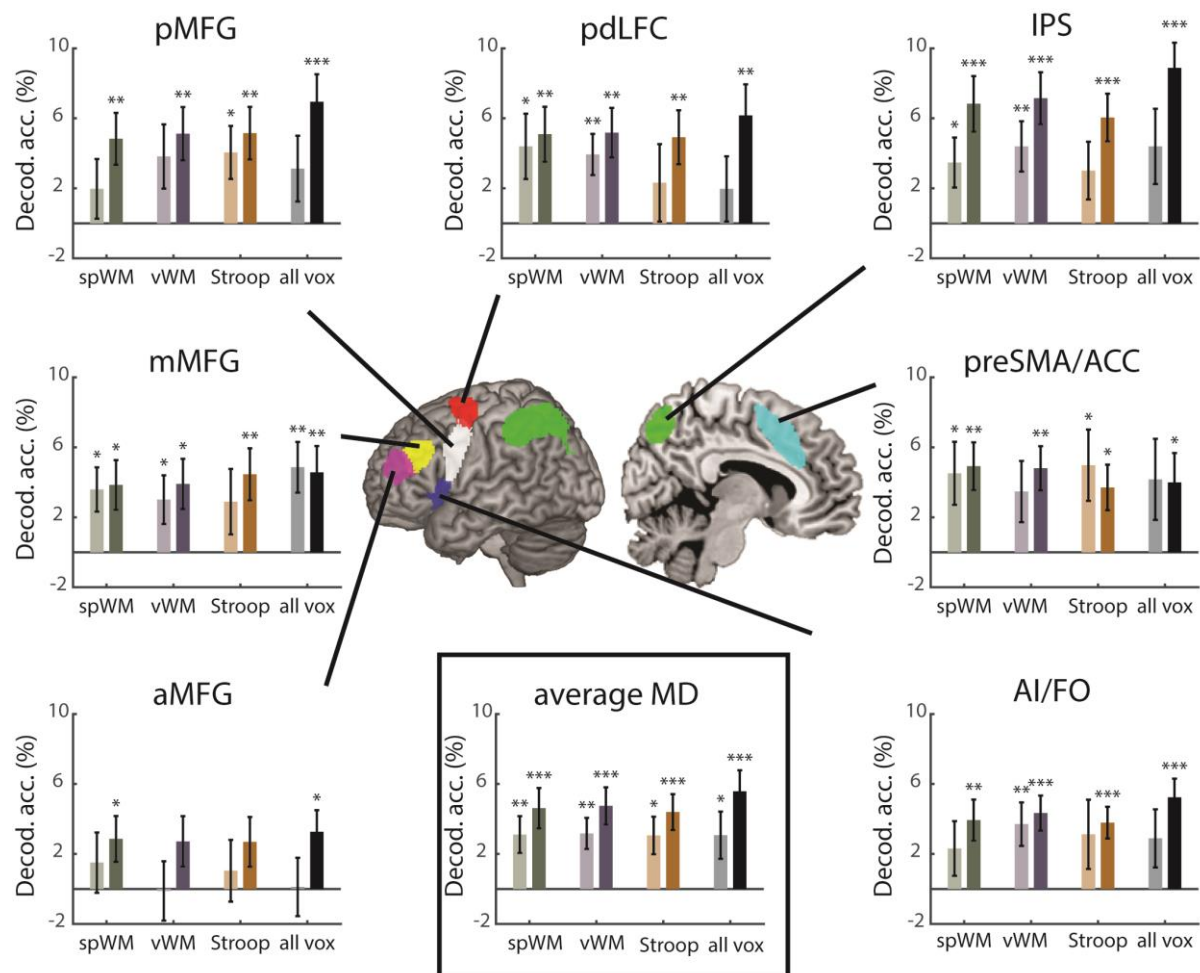 pMFG
10
6
2
-2
Decod. acc. (%)
** ** * ** ***
spWM vWM Stroop all vox
pdLFC
10
6
2
-2
Decod. acc. (%)
* ** ** ** ** **
spWM vWM Stroop all vox
IPS
10
6
2
-2
Decod. acc. (%)
* *** ** *** *** ***
spWM vWM Stroop all vox
mMFG
10
6
2
-2
Decod. acc. (%)
* * * * ** ** **
spWM vWM Stroop all vox
preSMA/ACC
10
6
2
-2
Decod. acc. (%)
* ** ** * * *
spWM vWM Stroop all vox
aMFG
10
6
2
-2
Decod. acc. (%)
* *
spWM vWM Stroop all vox
average MD
10
6
2
-2
Decod. acc. (%)
** *** ** *** * *** * ***
spWM vWM Stroop all vox
AI/FO
10
6
2
-2
Decod. acc. (%)
** ** *** *** ***
spWM vWM Stroop all vox